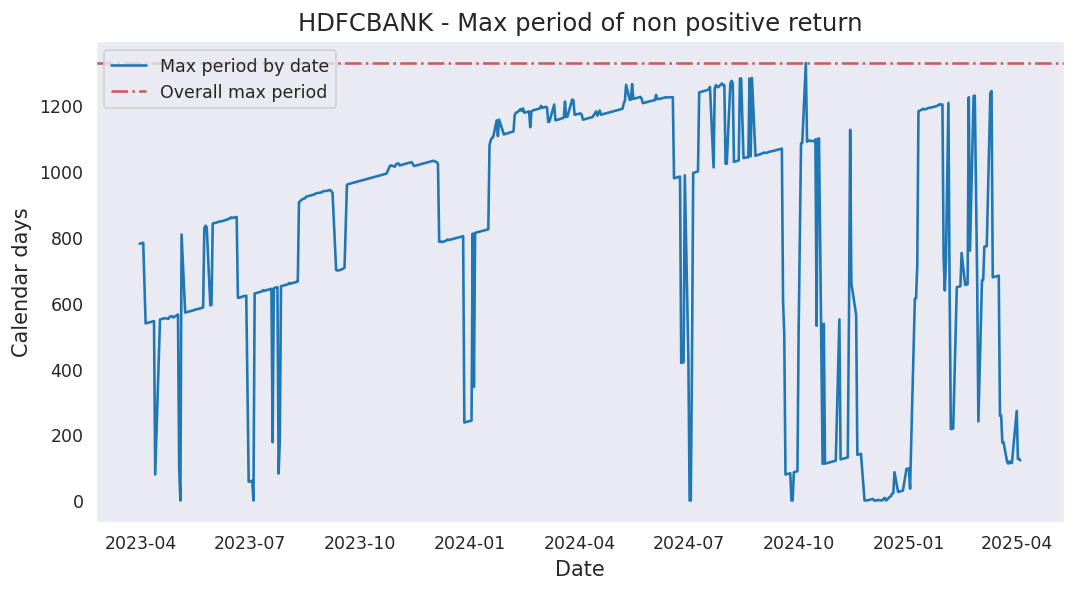 HDFCBANK - Max period of non positive return
Max period by date
Overall max period
Calendar days
1200
1000
800
600
400
200
0
2023-04 2023-07 2023-10 2024-01 2024-04 2024-07 2024-10 2025-01 2025-04
Date